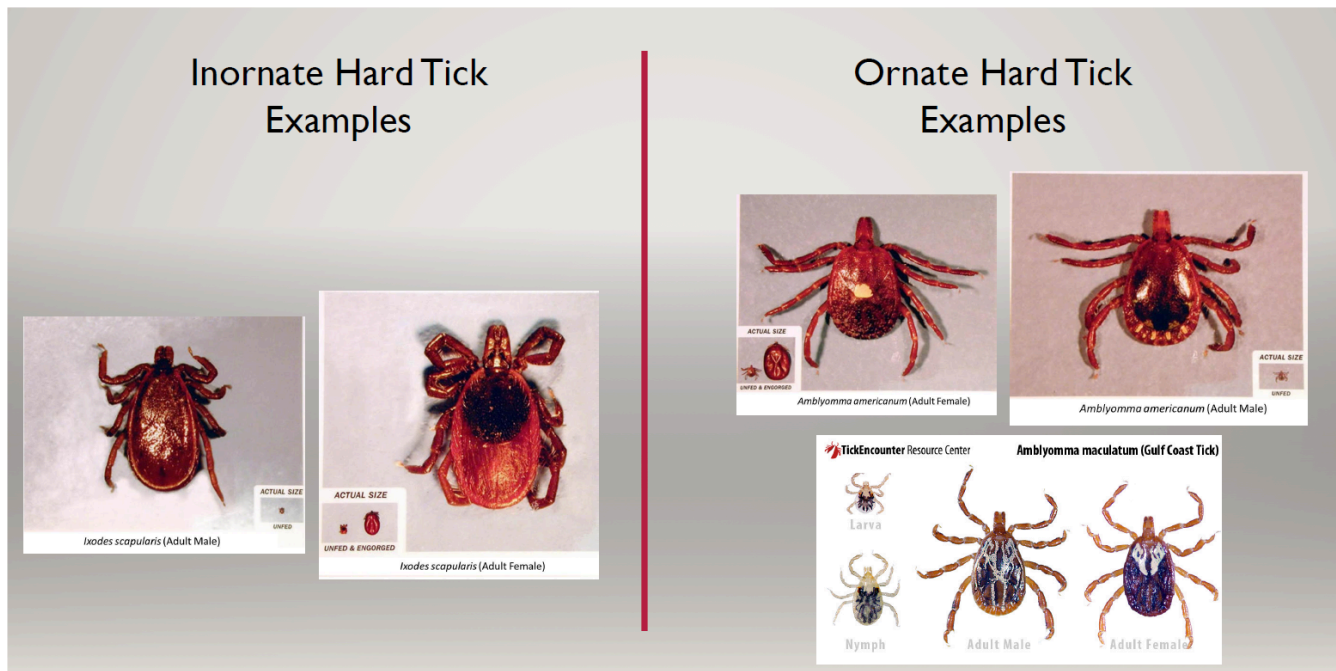 Inornate Hard Tick
Examples
ACTUAL SIZE
UNFED
Ixodes scapularis (Adult Male)
ACTUAL SIZE
UNFED & ENGORGED
Ixodes scapularis (Adult Female)
Ornate Hard Tick
Examples
ACTUAL SIZE
UNFED & ENGORGED
Amblyomma americanum (Adult Female)
ACTUAL SIZE
UNFED
Amblyomma americanum (Adult Male)
TickEncounter Resource Center
Amblyomma maculatum (Gulf Coast Tick)
Larva
Nymph
Adult Male
Adult Female